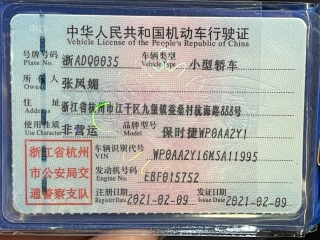 中华人民共和国机动车行驶证
Vehicle License of the People's Republic of China
号牌号码 浙ADQ0035 车辆类型 小型轿车
Plate No. Vehicle Type
所有人 张凤媚
Owner
住址 浙江省杭州市江干区九堡镇蚕桑村杭海路888号
Address
使用性质 非营运 品牌型号 保时捷WP0AA2Y1
Use Character Model
浙江省杭州
市公安局交
通警察支队
车辆识别代号 WP0AA2Y16MSA11995
VIN
发动机号码 EBF015752
Engine No.
注册日期 2021-02-09 发证日期 2021-02-09
Register Date Issue Date